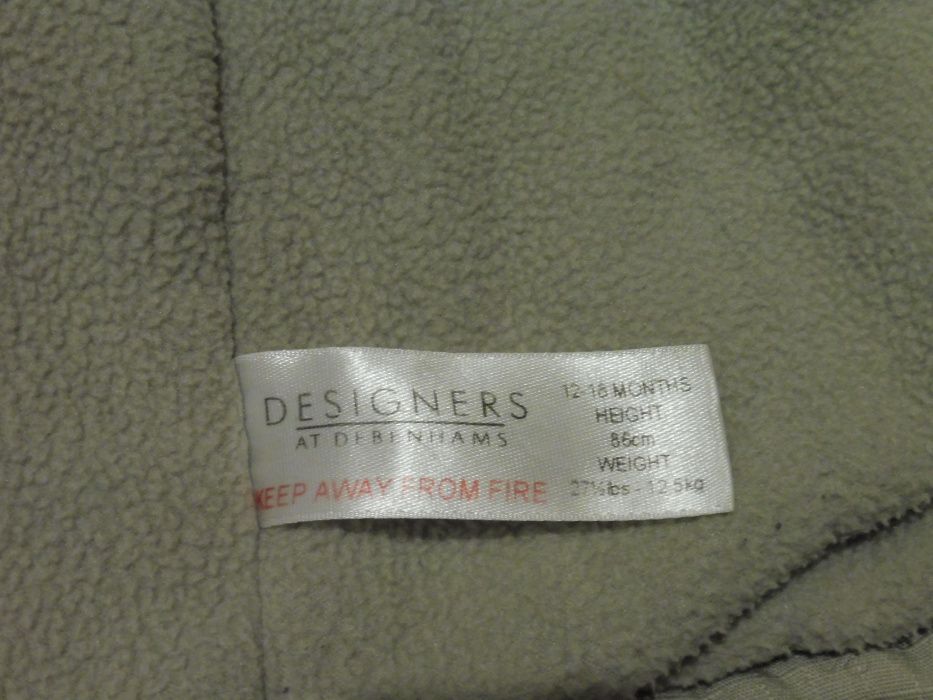 DESIGNERS
AT DEBENHAMS
KEEP AWAY FROM FIRE
12-18 MONTHS
HEIGHT
86cm
WEIGHT
27½lbs - 12.5kg